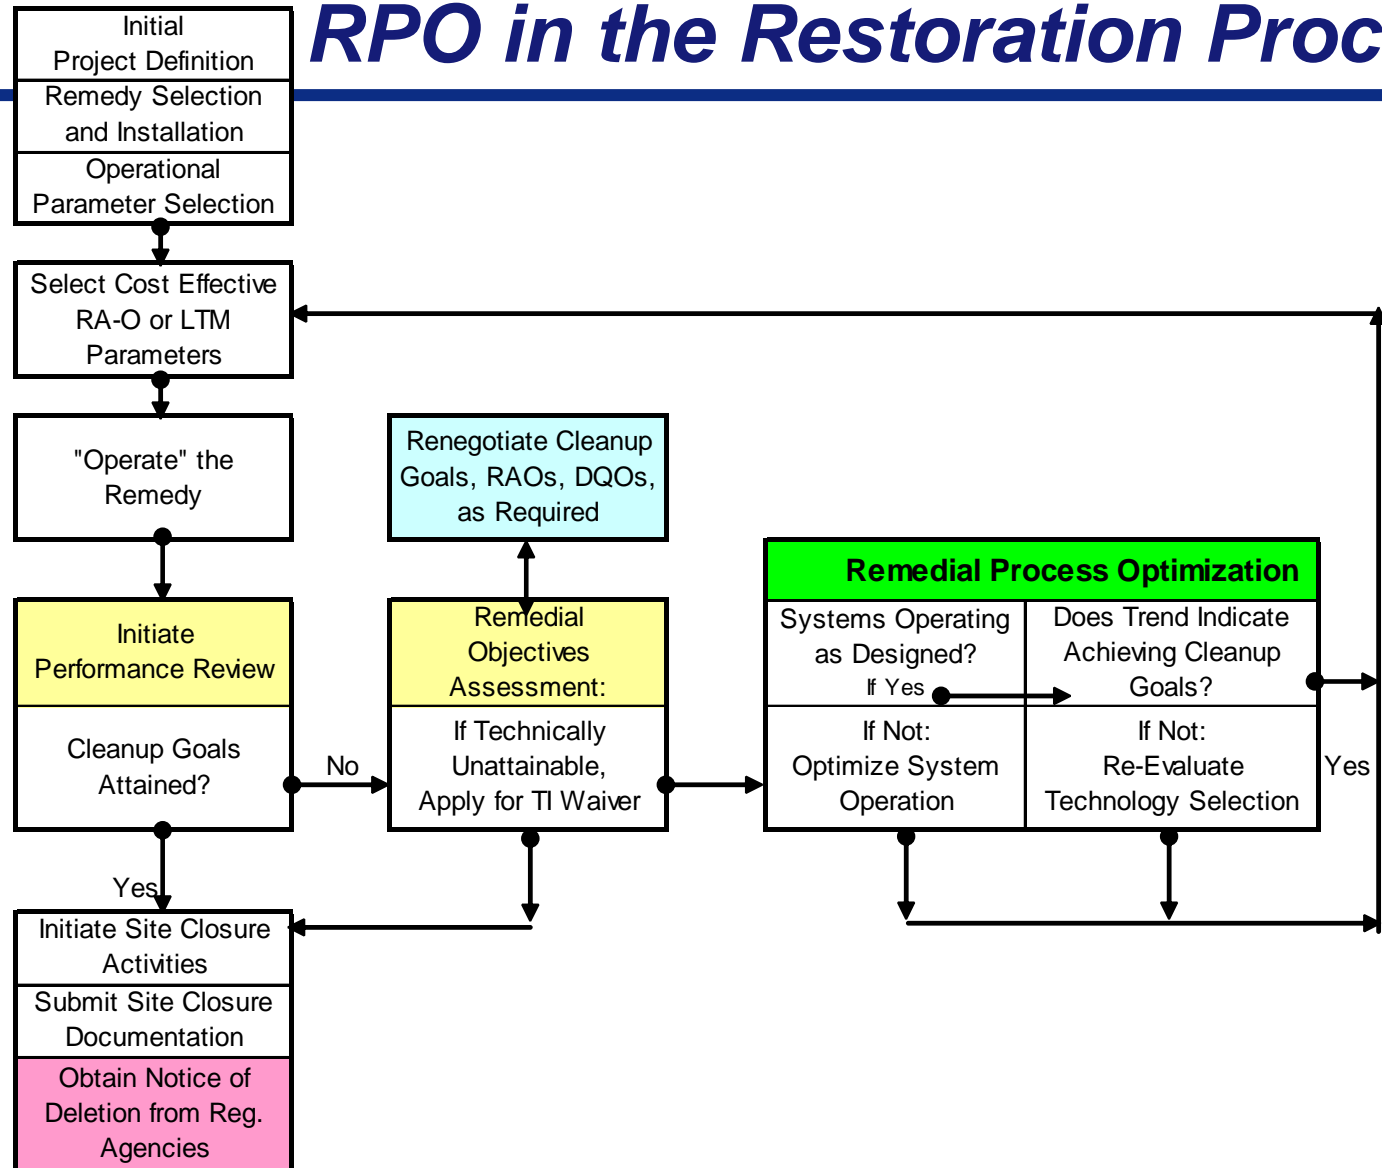 RPO in the Restoration Proc
Initial
Project Definition
Remedy Selection
and Installation
Operational
Parameter Selection
Select Cost Effective
RA-O or LTM
Parameters
"Operate" the
Remedy
Renegotiate Cleanup
Goals, RAOs, DQOs,
as Required
Initiate
Performance Review
Cleanup Goals
Attained?
No
Yes
Remedial
Objectives
Assessment:
If Technically
Unattainable,
Apply for TI Waiver
Remedial Process Optimization
Systems Operating
as Designed?
If Yes
If Not:
Optimize System
Operation
Does Trend Indicate
Achieving Cleanup
Goals?
If Not:
Re-Evaluate
Technology Selection
Yes
Initiate Site Closure
Activities
Submit Site Closure
Documentation
Obtain Notice of
Deletion from Reg.
Agencies